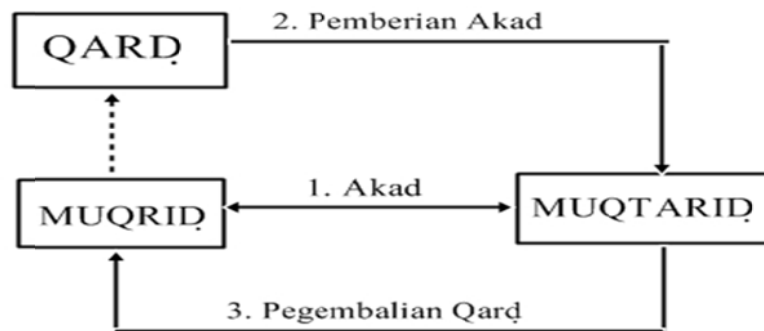 2. Pemberian Akad
QARḌ
1. Akad
MUQRIḌ
MUQTARIḌ
3. Pegembalian Qarḍ